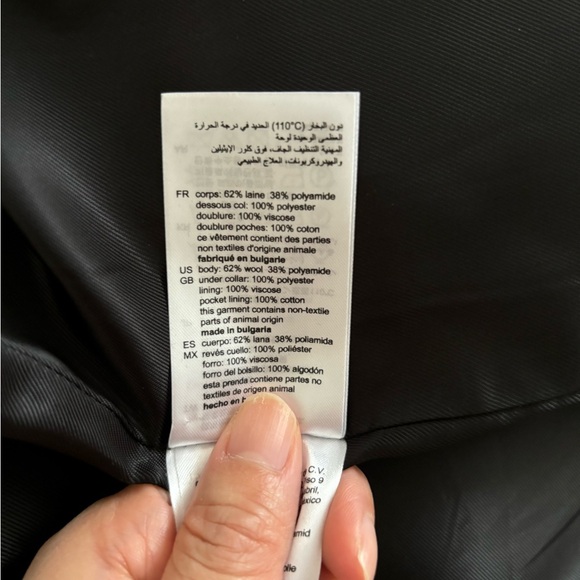 بدون البخار (110°C) الحديد في درجة الحرارة
العظمى الوحيدة لوحة
المهنية التنظيف الجاف، فوق كلور الإيثيلين
والهيدروكربونات، العلاج الطبيعي
FR corps: 62% laine 38% polyamide
dessous col: 100% polyester
doublure: 100% viscose
doublure poches: 100% coton
ce vêtement contient des parties
non textiles d'origine animale
fabriqué en bulgarie
US body: 62% wool 38% polyamide
GB under collar: 100% polyester
lining: 100% viscose
pocket lining: 100% cotton
this garment contains non-textile
parts of animal origin
made in bulgaria
ES cuerpo: 62% lana 38% poliamida
MX revés cuello: 100% poliéster
forro: 100% viscosa
forro del bolsillo: 100% algodón
esta prenda contiene partes no
textiles de origen animal
hecho en
C.V.
9